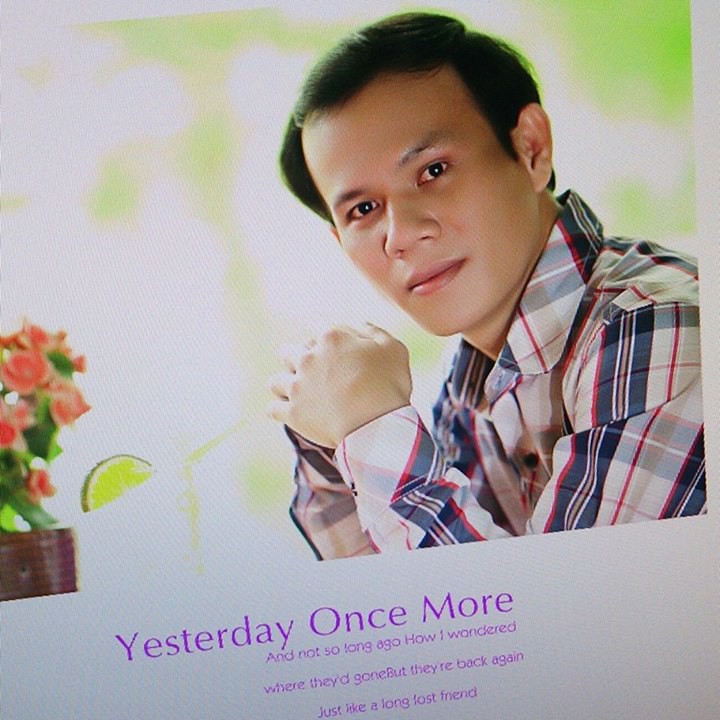 Yesterday Once More
And not so long ago How I wondered
where they'd goneBut they're back again
Just like a long lost friend